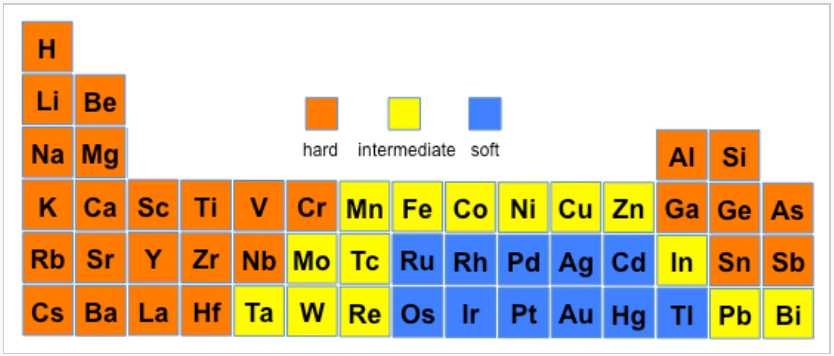 H
Li Be
hard intermediate soft
Na Mg Al Si
K Ca Sc Ti V Cr Mn Fe Co Ni Cu Zn Ga Ge As
Rb Sr Y Zr Nb Mo Tc Ru Rh Pd Ag Cd In Sn Sb
Cs Ba La Hf Ta W Re Os Ir Pt Au Hg Tl Pb Bi